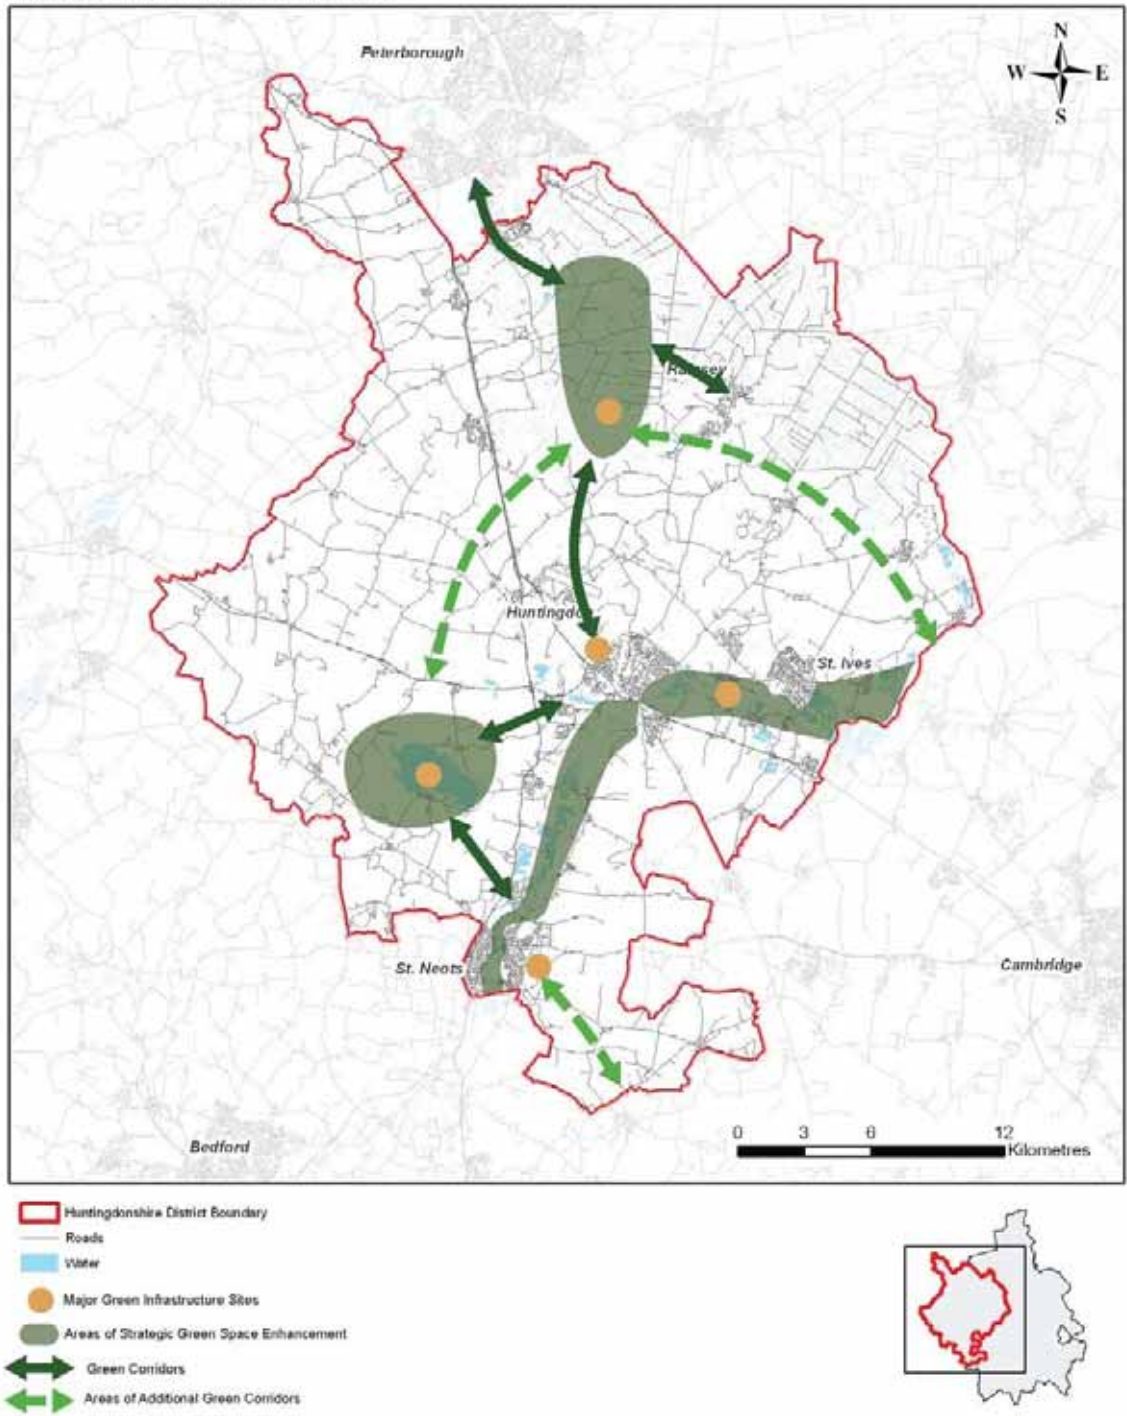 Peterborough
N
W E
S
Ramsey
Huntingdo
St. Ives
St. Neots
Cambridge
Bedford
0 3 6 12
Kilometres
Huntingdonshire District Boundary
Roads
Water
Major Green Infrastructure Sites
Areas of Strategic Green Space Enhancement
Green Corridors
Areas of Additional Green Corridors